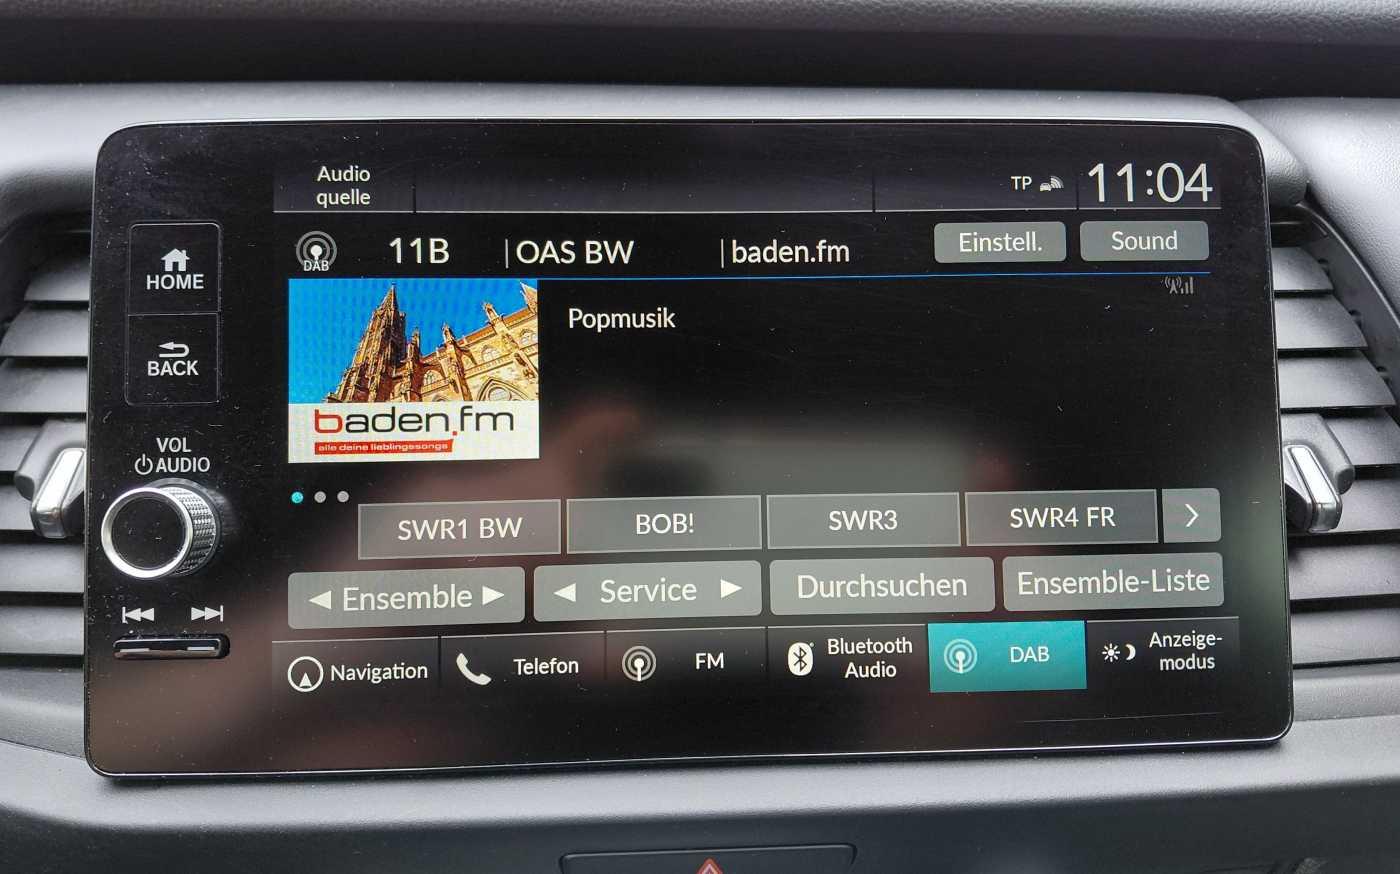 Audio
quelle
TP
11:04
DAB
11B
OAS BW
baden.fm
Einstell.
Sound
HOME
BACK
Popmusik
baden.fm
alle deine lieblingssongs
VOL
AUDIO
SWR1 BW
BOB!
SWR3
SWR4 FR
Ensemble
Service
Durchsuchen
Ensemble-Liste
Navigation
Telefon
FM
Bluetooth
Audio
DAB
Anzeige-
modus